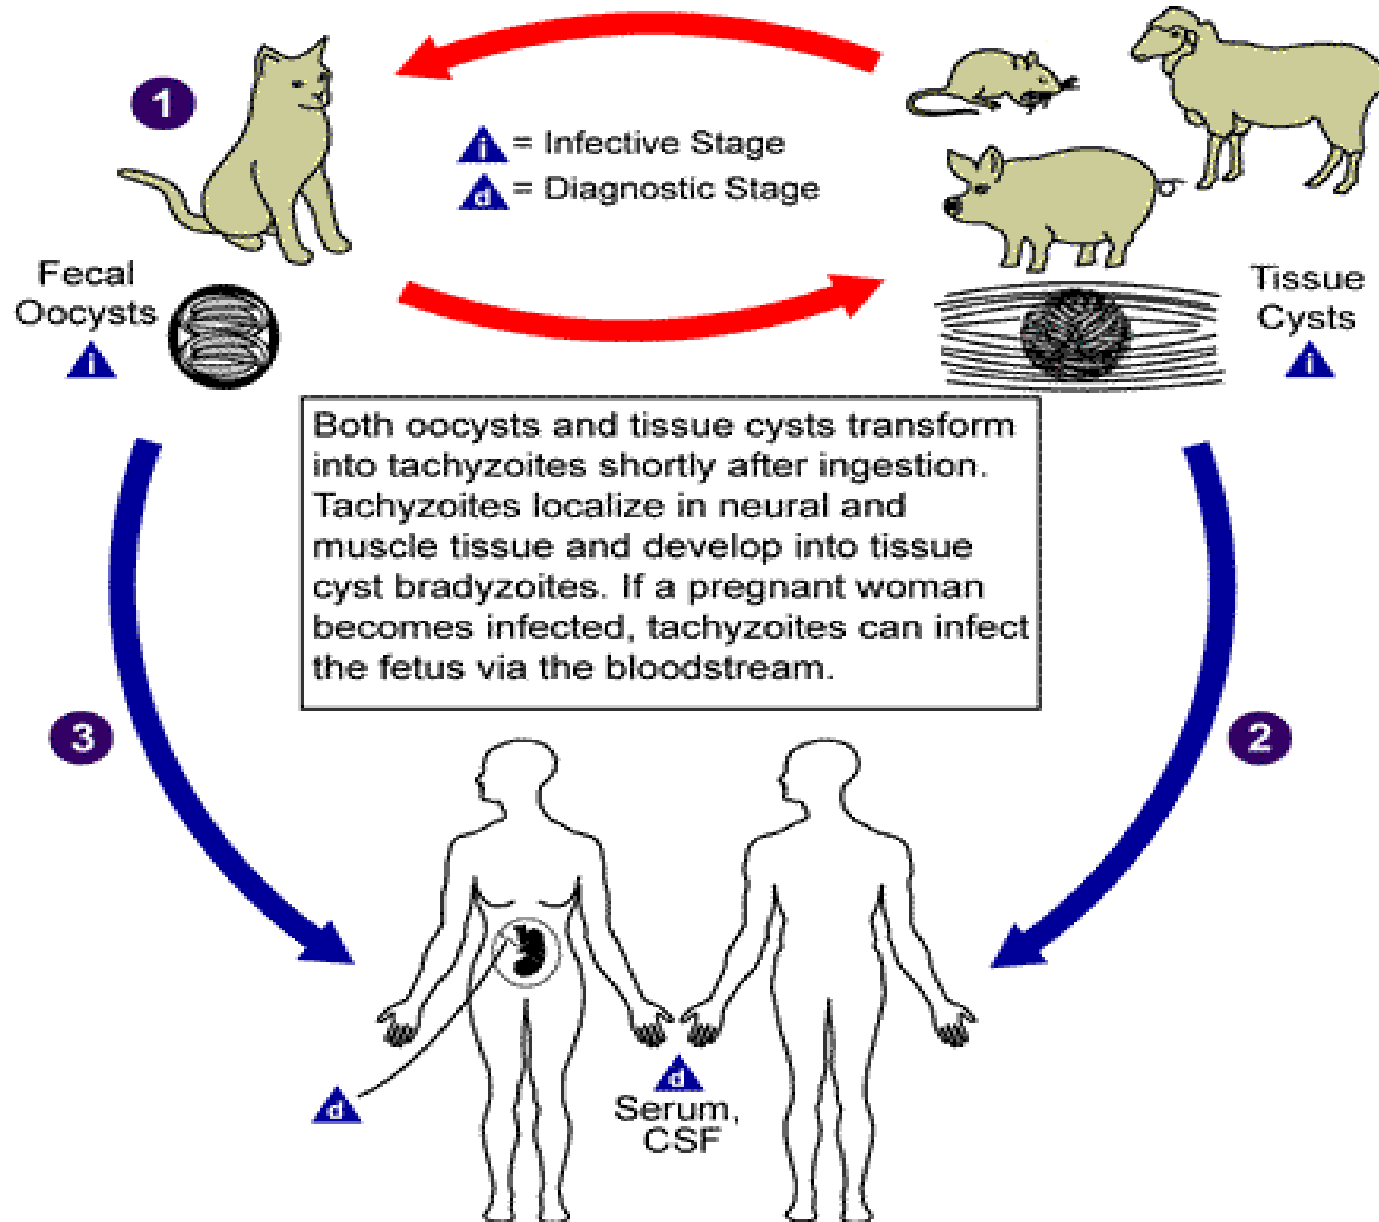 1
i = Infective Stage
d = Diagnostic Stage
Fecal
Oocysts
i
Tissue
Cysts
i
Both oocysts and tissue cysts transform
into tachyzoites shortly after ingestion.
Tachyzoites localize in neural and
muscle tissue and develop into tissue
cyst bradyzoites. If a pregnant woman
becomes infected, tachyzoites can infect
the fetus via the bloodstream.
3
2
d
d
Serum,
CSF